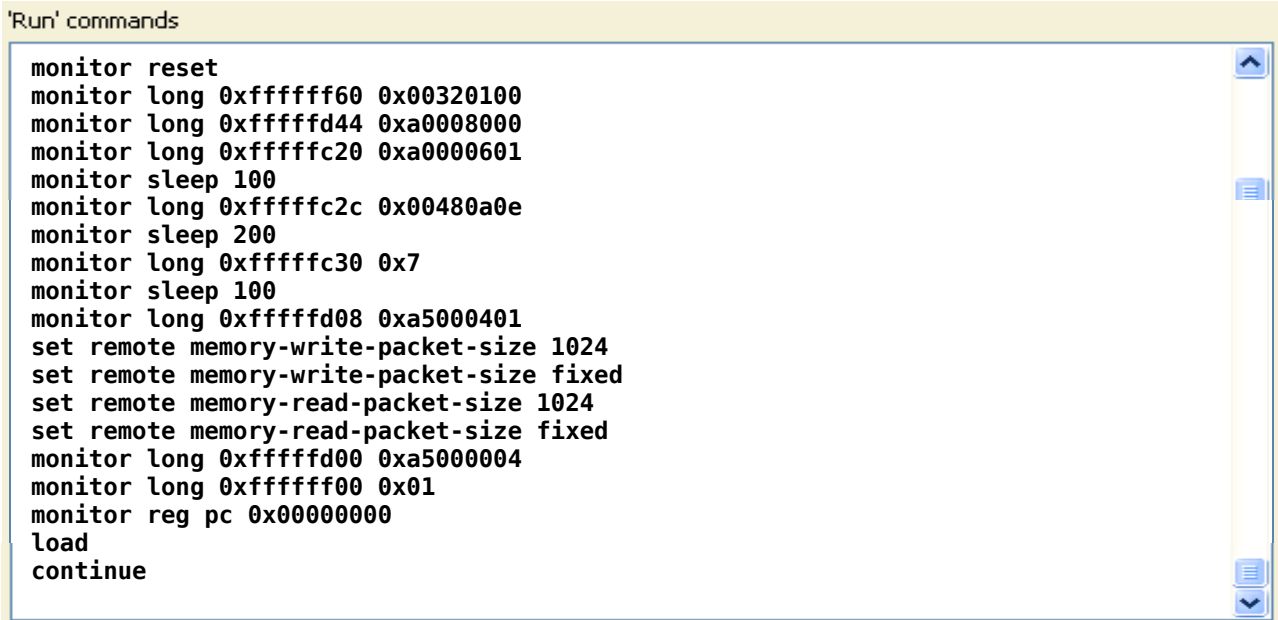 'Run' commands
monitor reset
monitor long 0xffffff60 0x00320100
monitor long 0xfffffd44 0xa0008000
monitor long 0xfffffc20 0xa0000601
monitor sleep 100
monitor long 0xfffffc2c 0x00480a0e
monitor sleep 200
monitor long 0xfffffc30 0x7
monitor sleep 100
monitor long 0xfffffd08 0xa5000401
set remote memory-write-packet-size 1024
set remote memory-write-packet-size fixed
set remote memory-read-packet-size 1024
set remote memory-read-packet-size fixed
monitor long 0xfffffd00 0xa5000004
monitor long 0xffffff00 0x01
monitor reg pc 0x00000000
load
continue